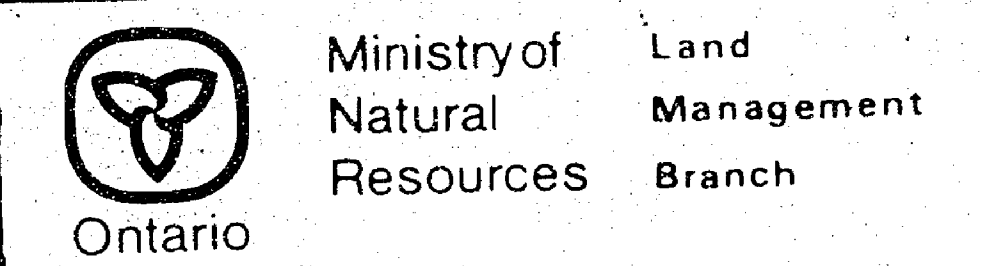 Ministry of
Natural
Resources
Land
Management
Branch
Ontario